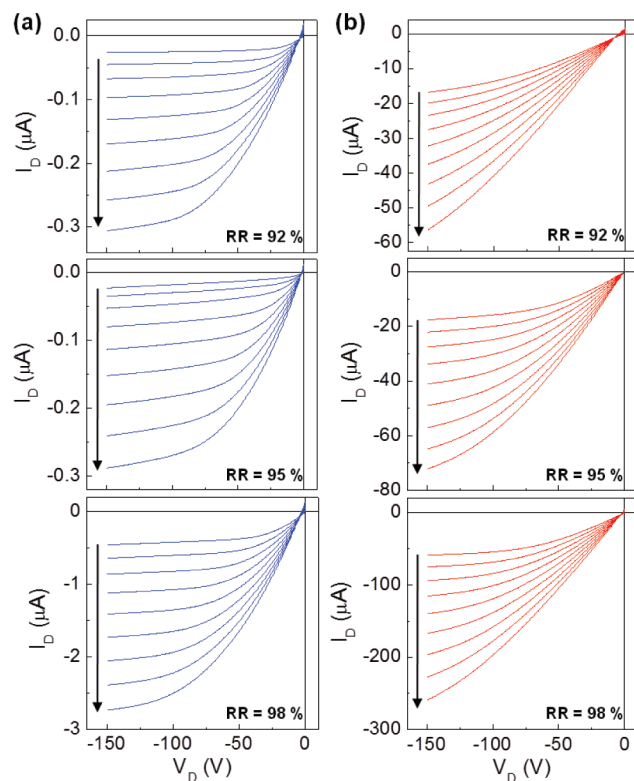 (a)
0.0
-0.1
-0.2
-0.3
I_D (μA)
RR = 92 %
0.0
-0.1
-0.2
-0.3
I_D (μA)
RR = 95 %
0
-1
-2
-3
I_D (μA)
RR = 98 %
-150 -100 -50 0
V_D (V)
(b)
0
-10
-20
-30
-40
-50
-60
I_D (μA)
RR = 92 %
0
-20
-40
-60
-80
I_D (μA)
RR = 95 %
0
-100
-200
-300
I_D (μA)
RR = 98 %
-150 -100 -50 0
V_D (V)